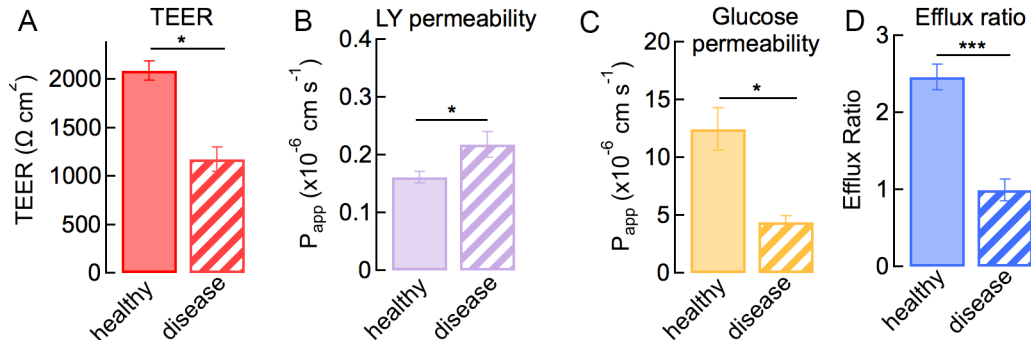 A
TEER
*
TEER (Ω cm²)
2000
1500
1000
500
0
healthy
disease
B
LY permeability
*
P_app (x10⁻⁶ cm s⁻¹)
0.4
0.3
0.2
0.1
0
healthy
disease
C
Glucose
permeability
*
P_app (x10⁻⁶ cm s⁻¹)
20
15
10
5
0
healthy
disease
D
Efflux ratio
***
Efflux Ratio
3
2
1
0
healthy
disease